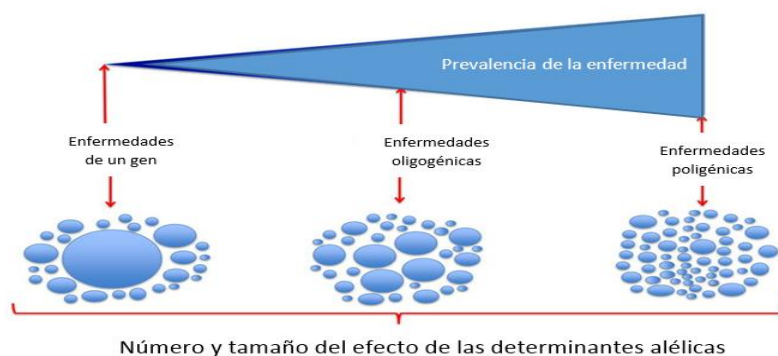 Prevalencia de la enfermedad
Enfermedades
de un gen
Enfermedades
oligogénicas
Enfermedades
poligénicas
Número y tamaño del efecto de las determinantes alélicas